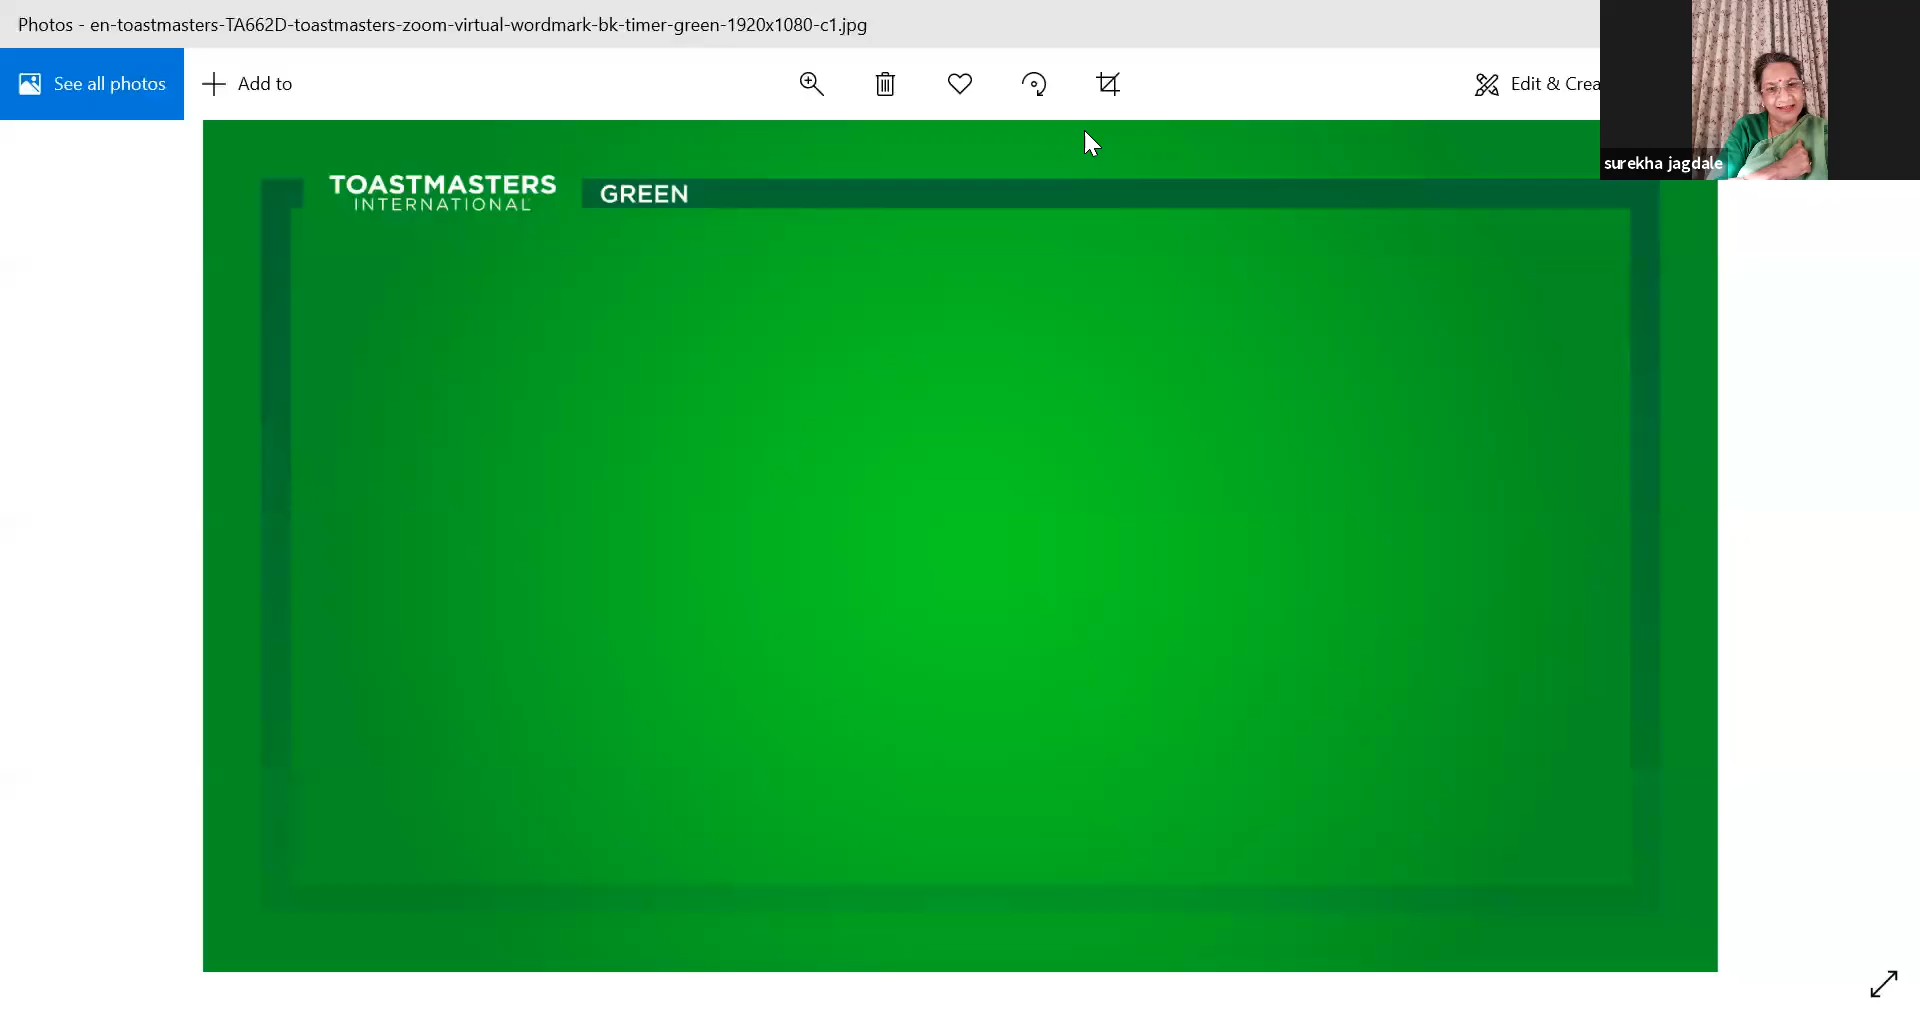 Photos - en-toastmasters-TA662D-toastmasters-zoom-virtual-wordmark-bk-timer-green-1920x1080-c1.jpg
See all photos
Add to
Edit & Crea
surekha jagdale
TOASTMASTERS
INTERNATIONAL
GREEN